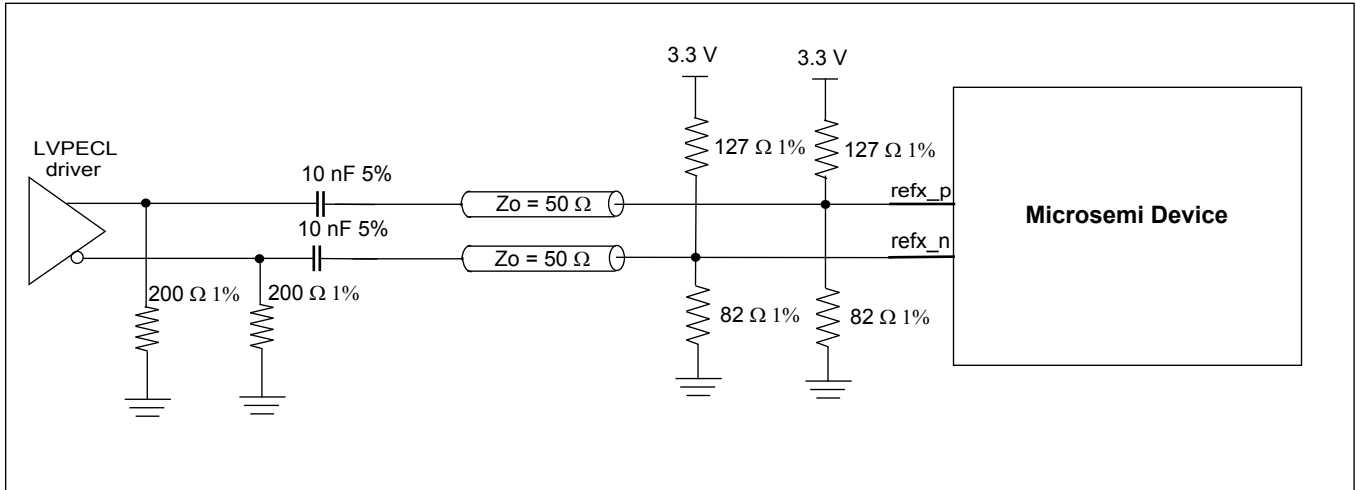 3.3 V
3.3 V
LVPECL
driver
127 Ω 1%
127 Ω 1%
10 nF 5%
Zo = 50 Ω
refx_p
Microsemi Device
10 nF 5%
Zo = 50 Ω
refx_n
200 Ω 1%
200 Ω 1%
82 Ω 1%
82 Ω 1%